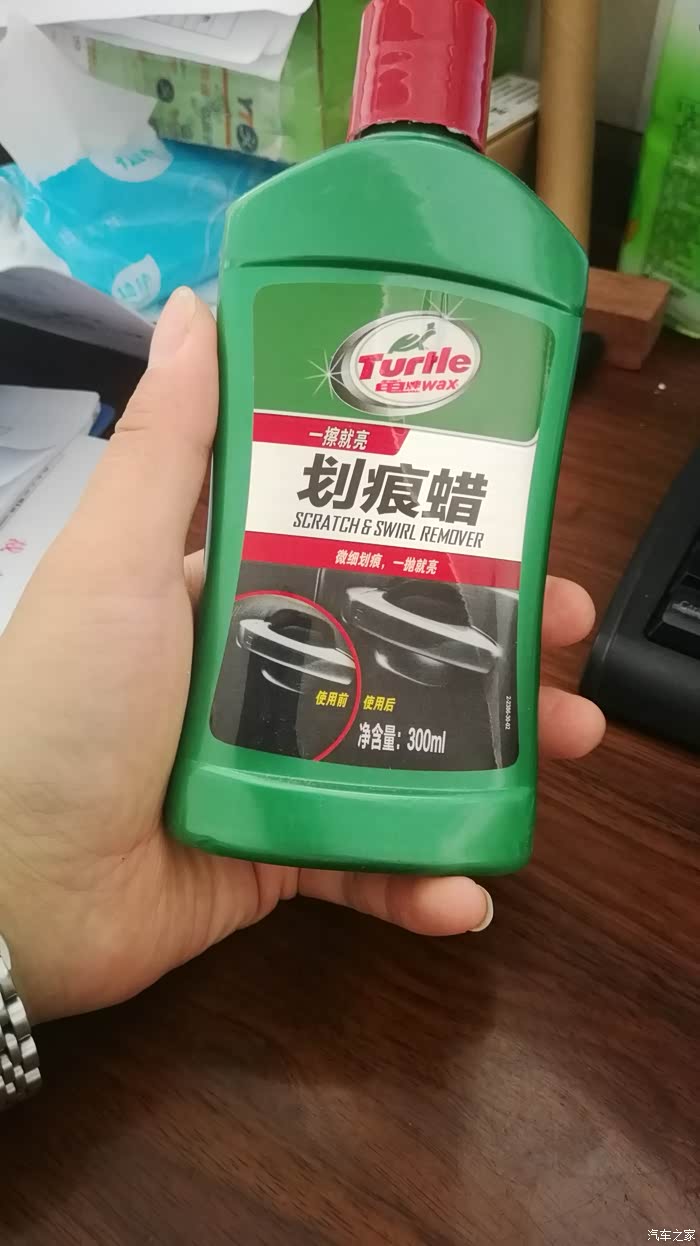 Turtle
龟牌wax
一擦就亮
划痕蜡
SCRATCH & SWIRL REMOVER
微细划痕，一抛就亮
使用前
使用后
净含量：300ml
汽车之家